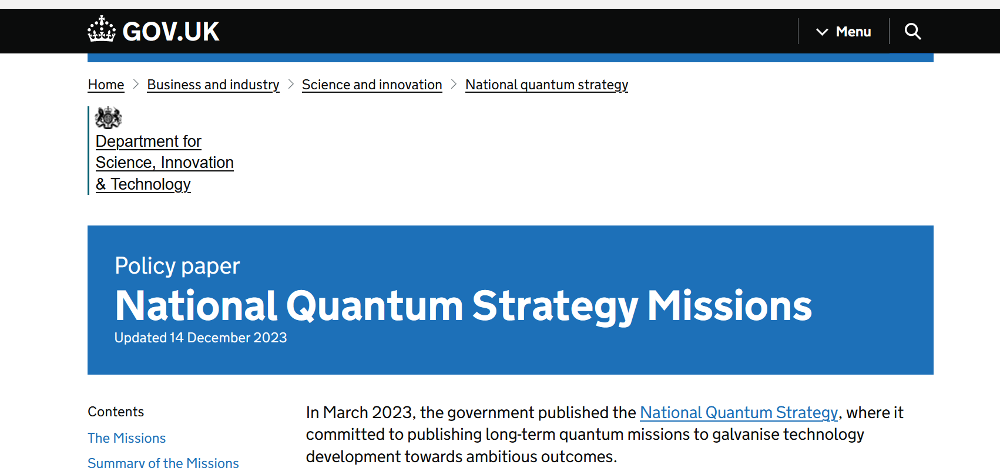 GOV.UK
Menu
Home > Business and industry > Science and innovation > National quantum strategy
Department for
Science, Innovation
& Technology
Policy paper
National Quantum Strategy Missions
Updated 14 December 2023
Contents
The Missions
Summary of the Missions
In March 2023, the government published the National Quantum Strategy, where it
committed to publishing long-term quantum missions to galvanise technology
development towards ambitious outcomes.